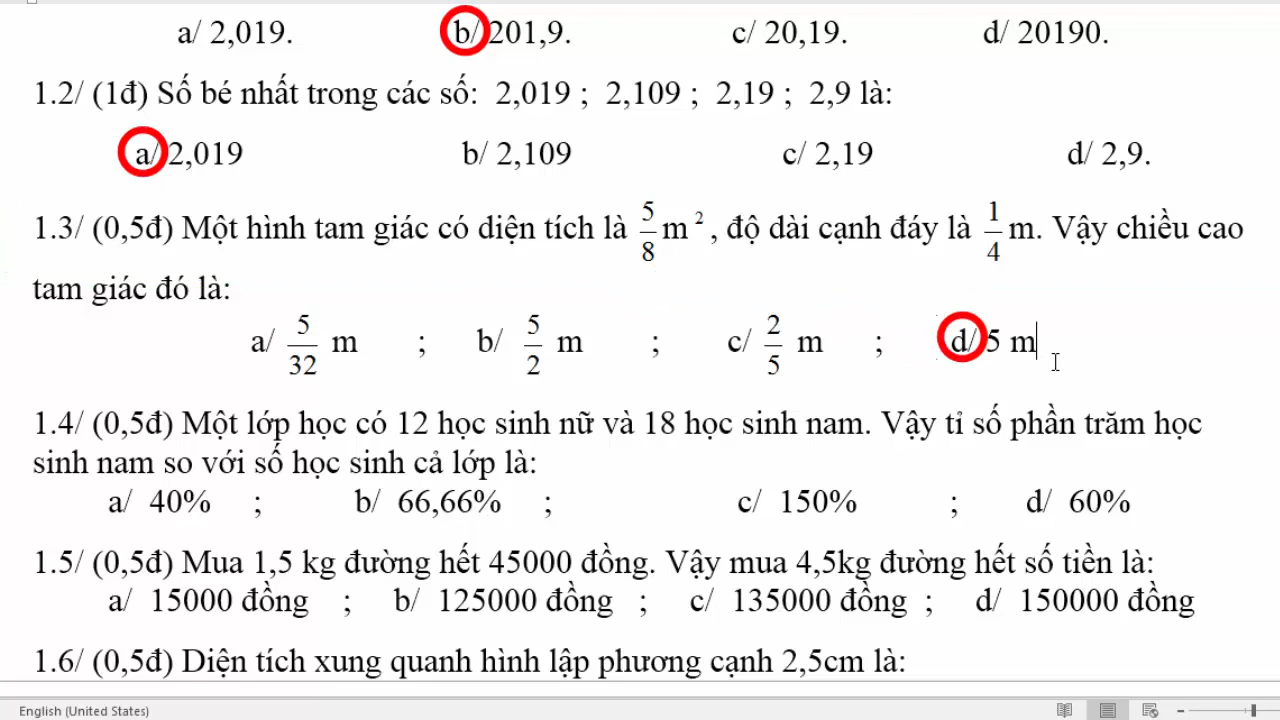 a/ 2,019. b/ 201,9. c/ 20,19. d/ 20190.
1.2/ (1đ) Số bé nhất trong các số: 2,019 ; 2,109 ; 2,19 ; 2,9 là:
a/ 2,019 b/ 2,109 c/ 2,19 d/ 2,9.
1.3/ (0,5đ) Một hình tam giác có diện tích là 5/8 m², độ dài cạnh đáy là 1/4 m. Vậy chiều cao
tam giác đó là:
a/ 5/32 m ; b/ 5/2 m ; c/ 2/5 m ; d/ 5 m
1.4/ (0,5đ) Một lớp học có 12 học sinh nữ và 18 học sinh nam. Vậy tỉ số phần trăm học
sinh nam so với số học sinh cả lớp là:
a/ 40% ; b/ 66,66% ; c/ 150% ; d/ 60%
1.5/ (0,5đ) Mua 1,5 kg đường hết 45000 đồng. Vậy mua 4,5kg đường hết số tiền là:
a/ 15000 đồng ; b/ 125000 đồng ; c/ 135000 đồng ; d/ 150000 đồng
1.6/ (0,5đ) Diện tích xung quanh hình lập phương cạnh 2,5cm là:
English (United States)